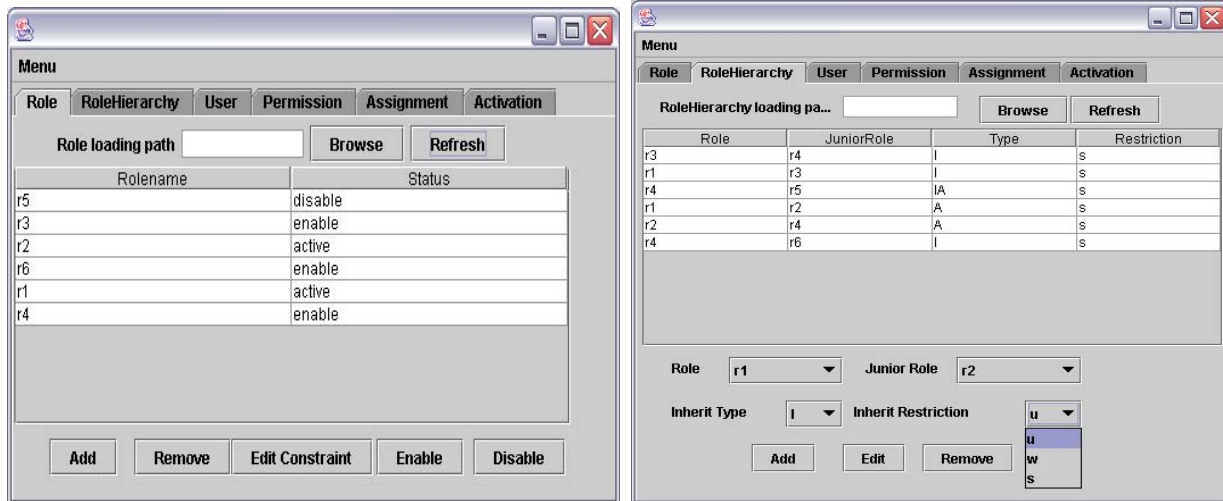 Menu
Role RoleHierarchy User Permission Assignment Activation
Role loading path Browse Refresh
Rolename Status
r5 disable
r3 enable
r2 active
r6 enable
r1 active
r4 enable
Add Remove Edit Constraint Enable Disable
Menu
Role RoleHierarchy User Permission Assignment Activation
RoleHierarchy loading pa... Browse Refresh
Role JuniorRole Type Restriction
r3 r4 I s
r1 r3 I s
r4 r5 IA s
r1 r2 A s
r2 r4 A s
r4 r6 I s
Role r1 Junior Role r2
Inherit Type I Inherit Restriction u
u
w
s
Add Edit Remove